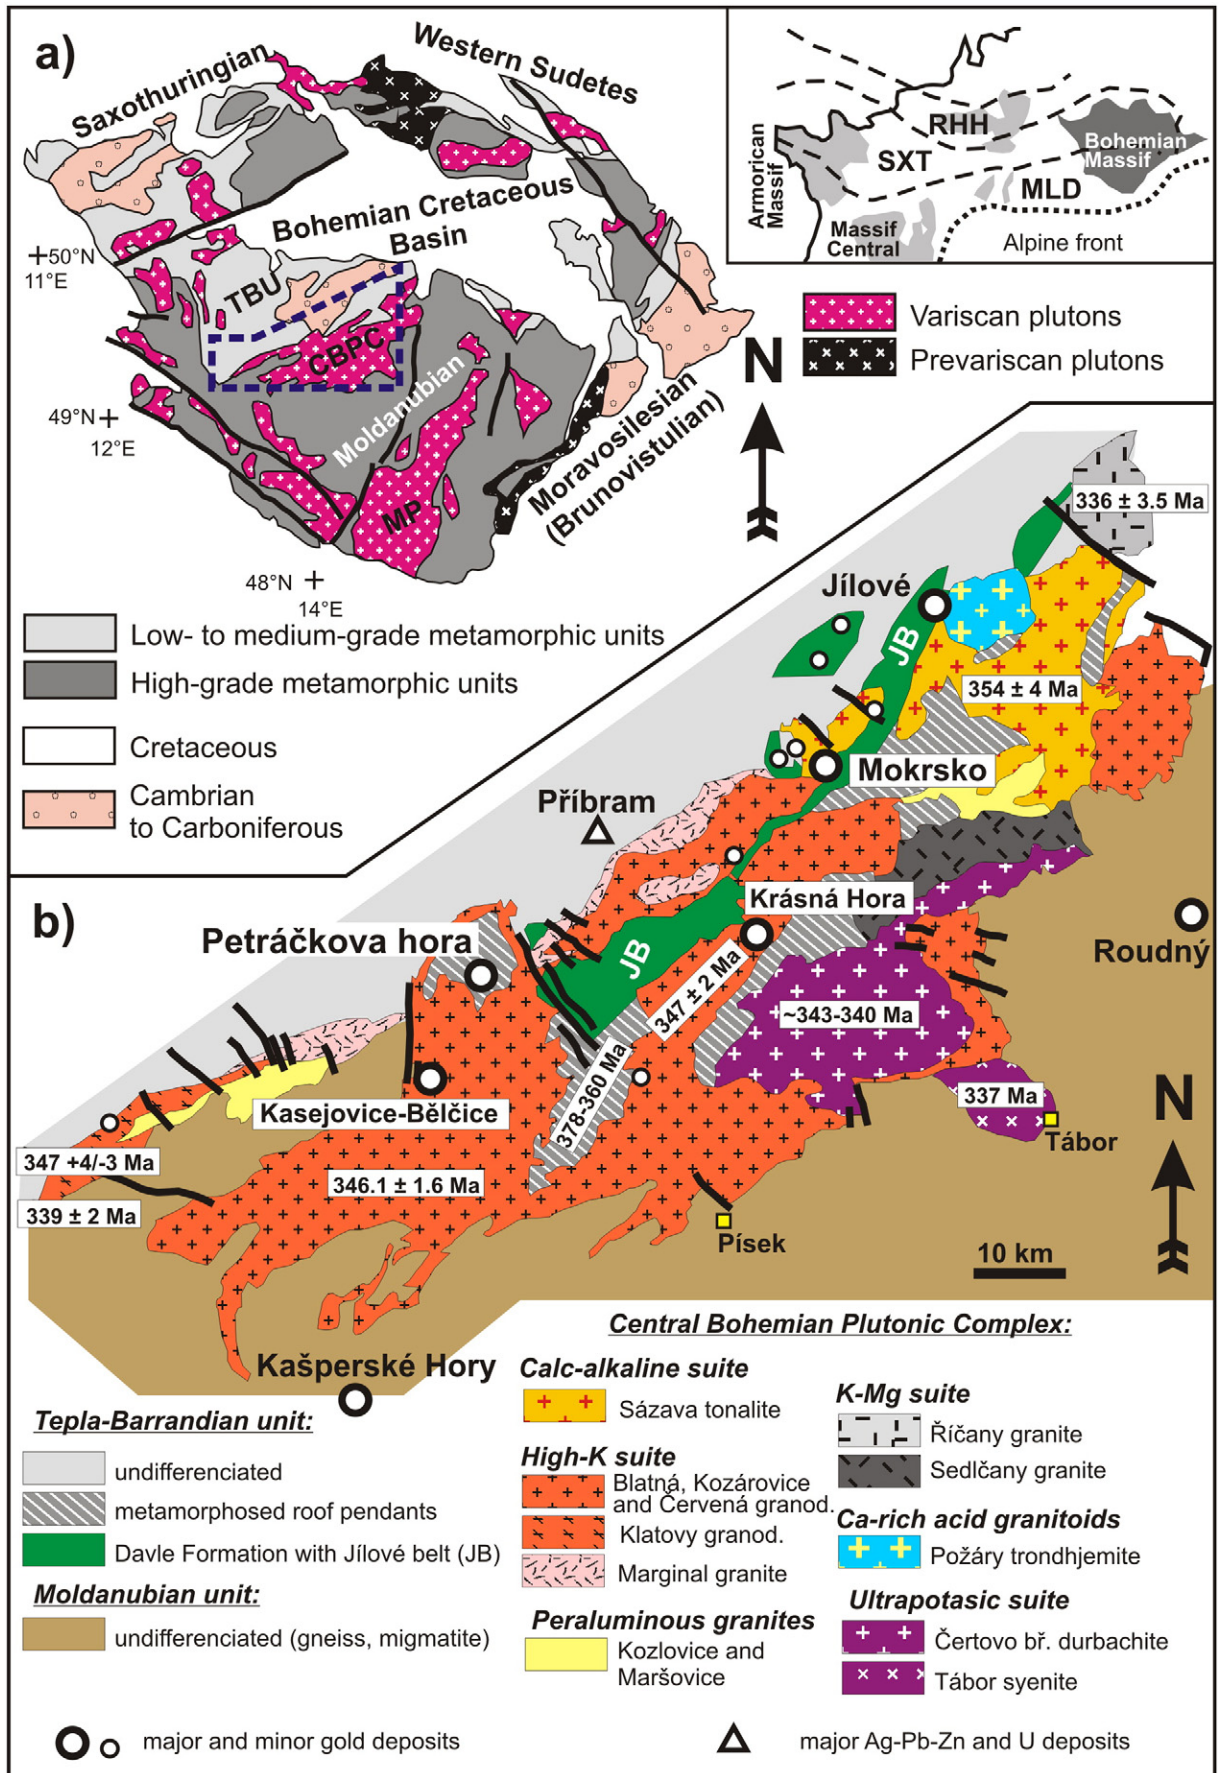 a)
Saxothuringian
Western Sudetes
Bohemian Cretaceous
Basin
50°N
11°E
TBU
CBPC
49°N
12°E
Moldanubian
MP
Moravosilesian
(Brunovistulian)
48°N
14°E
Armorican
Massif
RHH
SXT
Bohemian
Massif
MLD
Massif
Central
Alpine front
Variscan plutons
Prevariscan plutons
N
Low- to medium-grade metamorphic units
High-grade metamorphic units
Cretaceous
Cambrian
to Carboniferous
b)
336 ± 3.5 Ma
Jílové
JB
354 ± 4 Ma
Mokrsko
Příbram
Krásná Hora
Petráčkova hora
JB
Roudný
347 ± 2 Ma
~343-340 Ma
378-360 Ma
Kasejovice-Bělčice
337 Ma
Tábor
N
347 +4/-3 Ma
346.1 ± 1.6 Ma
339 ± 2 Ma
Písek
10 km
Kašperské Hory
Central Bohemian Plutonic Complex:
Tepla-Barrandian unit:
undifferenciated
metamorphosed roof pendants
Davle Formation with Jílové belt (JB)
Moldanubian unit:
undifferenciated (gneiss, migmatite)
Calc-alkaline suite
Sázava tonalite
High-K suite
Blatná, Kozárovice
and Červená granod.
Klatovy granod.
Marginal granite
Peraluminous granites
Kozlovice and
Maršovice
K-Mg suite
Říčany granite
Sedlčany granite
Ca-rich acid granitoids
Požáry trondhjemite
Ultrapotasic suite
Čertovo bř. durbachite
Tábor syenite
major and minor gold deposits
major Ag-Pb-Zn and U deposits